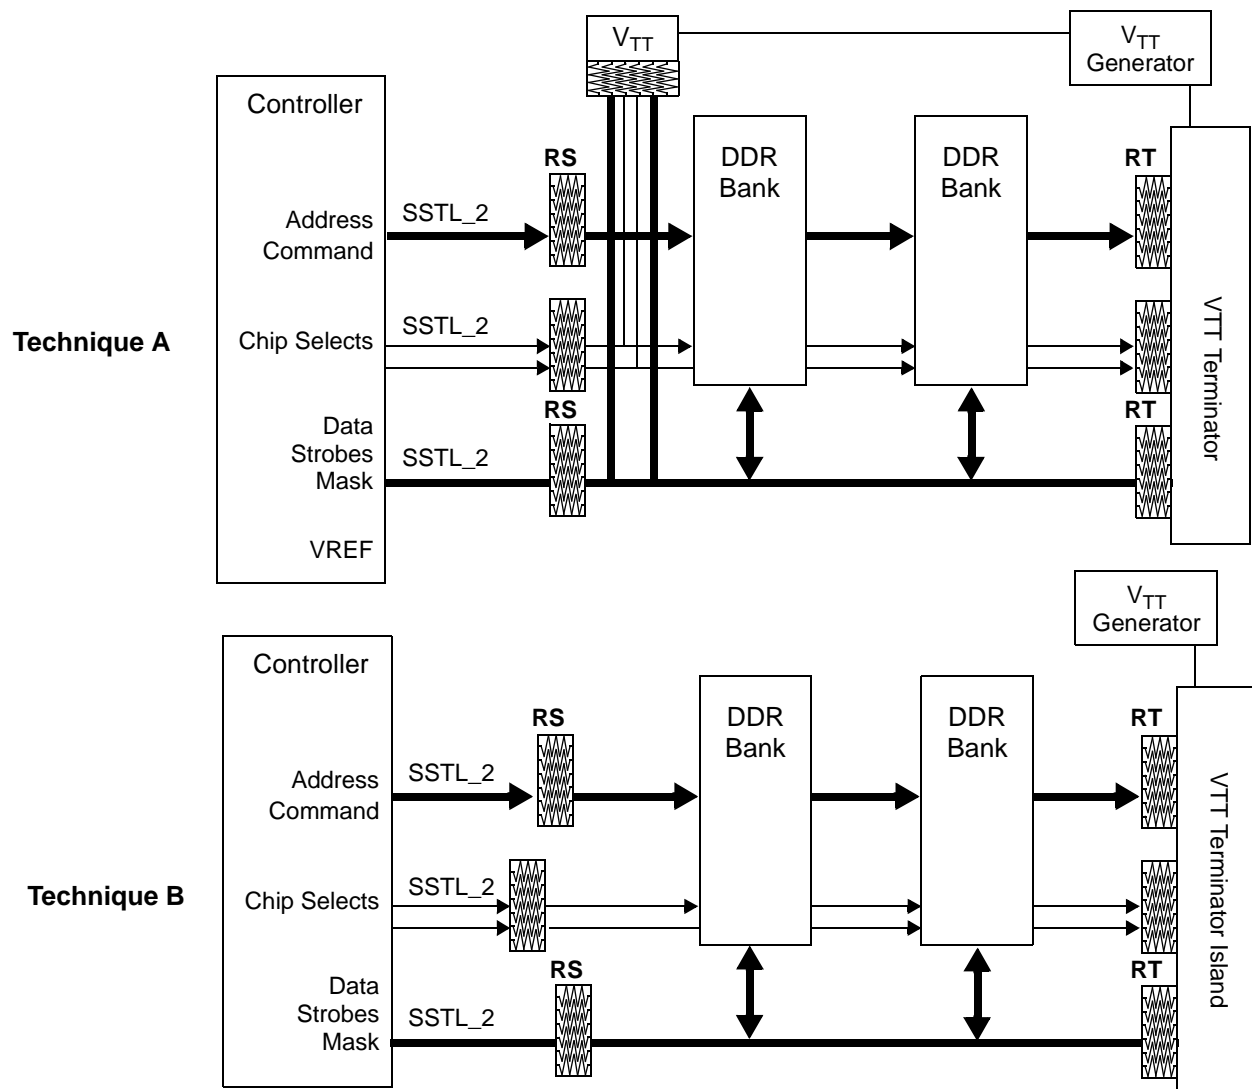 VTT
VTT
Generator
Controller
RS
DDR
Bank
DDR
Bank
RT
Address
Command
SSTL_2
Technique A
Chip Selects
SSTL_2
VTT Terminator
RS
RT
Data
Strobes
Mask
SSTL_2
VREF
VTT
Generator
Controller
RS
DDR
Bank
DDR
Bank
RT
Address
Command
SSTL_2
Technique B
Chip Selects
SSTL_2
VTT Terminator Island
RS
RT
Data
Strobes
Mask
SSTL_2